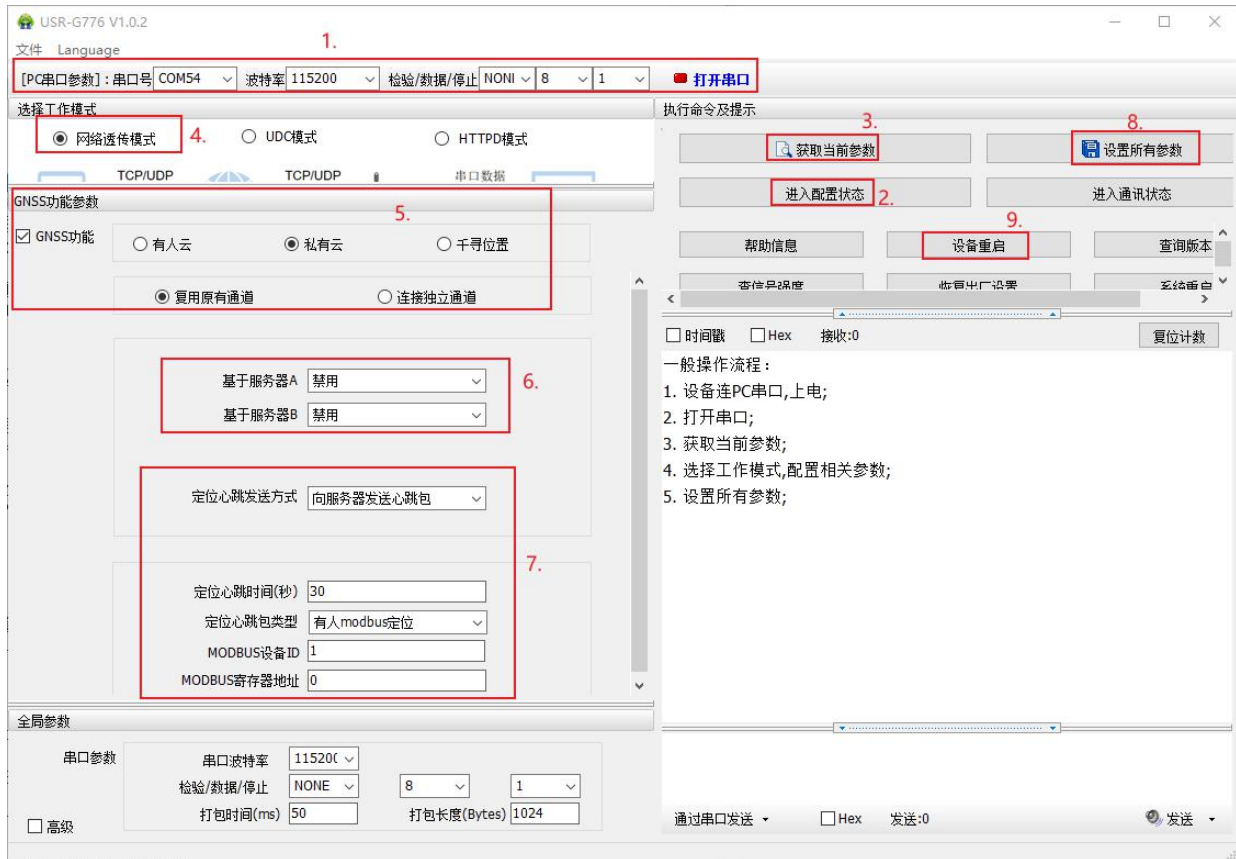 USR-G776 V1.0.2
文件 Language
1.
[PC串口参数]：串口号 COM54 波特率 115200 检验/数据/停止 NONI 8 1 打开串口
选择工作模式
网络透传模式 4. UDC模式 HTTPD模式
TCP/UDP TCP/UDP 串口数据
GNSS功能参数
5.
GNSS功能 有人云 私有云 千寻位置
复用原有通道 连接独立通道
基于服务器A 禁用 6.
基于服务器B 禁用
定位心跳发送方式 向服务器发送心跳包
7.
定位心跳时间(秒) 30
定位心跳包类型 有人modbus定位
MODBUS设备ID 1
MODBUS寄存器地址 0
全局参数
串口参数 串口波特率 11520(
检验/数据/停止 NONE 8 1
打包时间(ms) 50 打包长度(Bytes) 1024
高级
执行命令及提示
3. 8.
获取当前参数 设置所有参数
进入配置状态 2. 进入通讯状态
9.
帮助信息 设备重启 查询版本
查信号强度 恢复出厂设置 系统重启
时间戳 Hex 接收:0 复位计数
一般操作流程：
1. 设备连PC串口,上电;
2. 打开串口;
3. 获取当前参数;
4. 选择工作模式,配置相关参数;
5. 设置所有参数;
通过串口发送 Hex 发送:0 发送